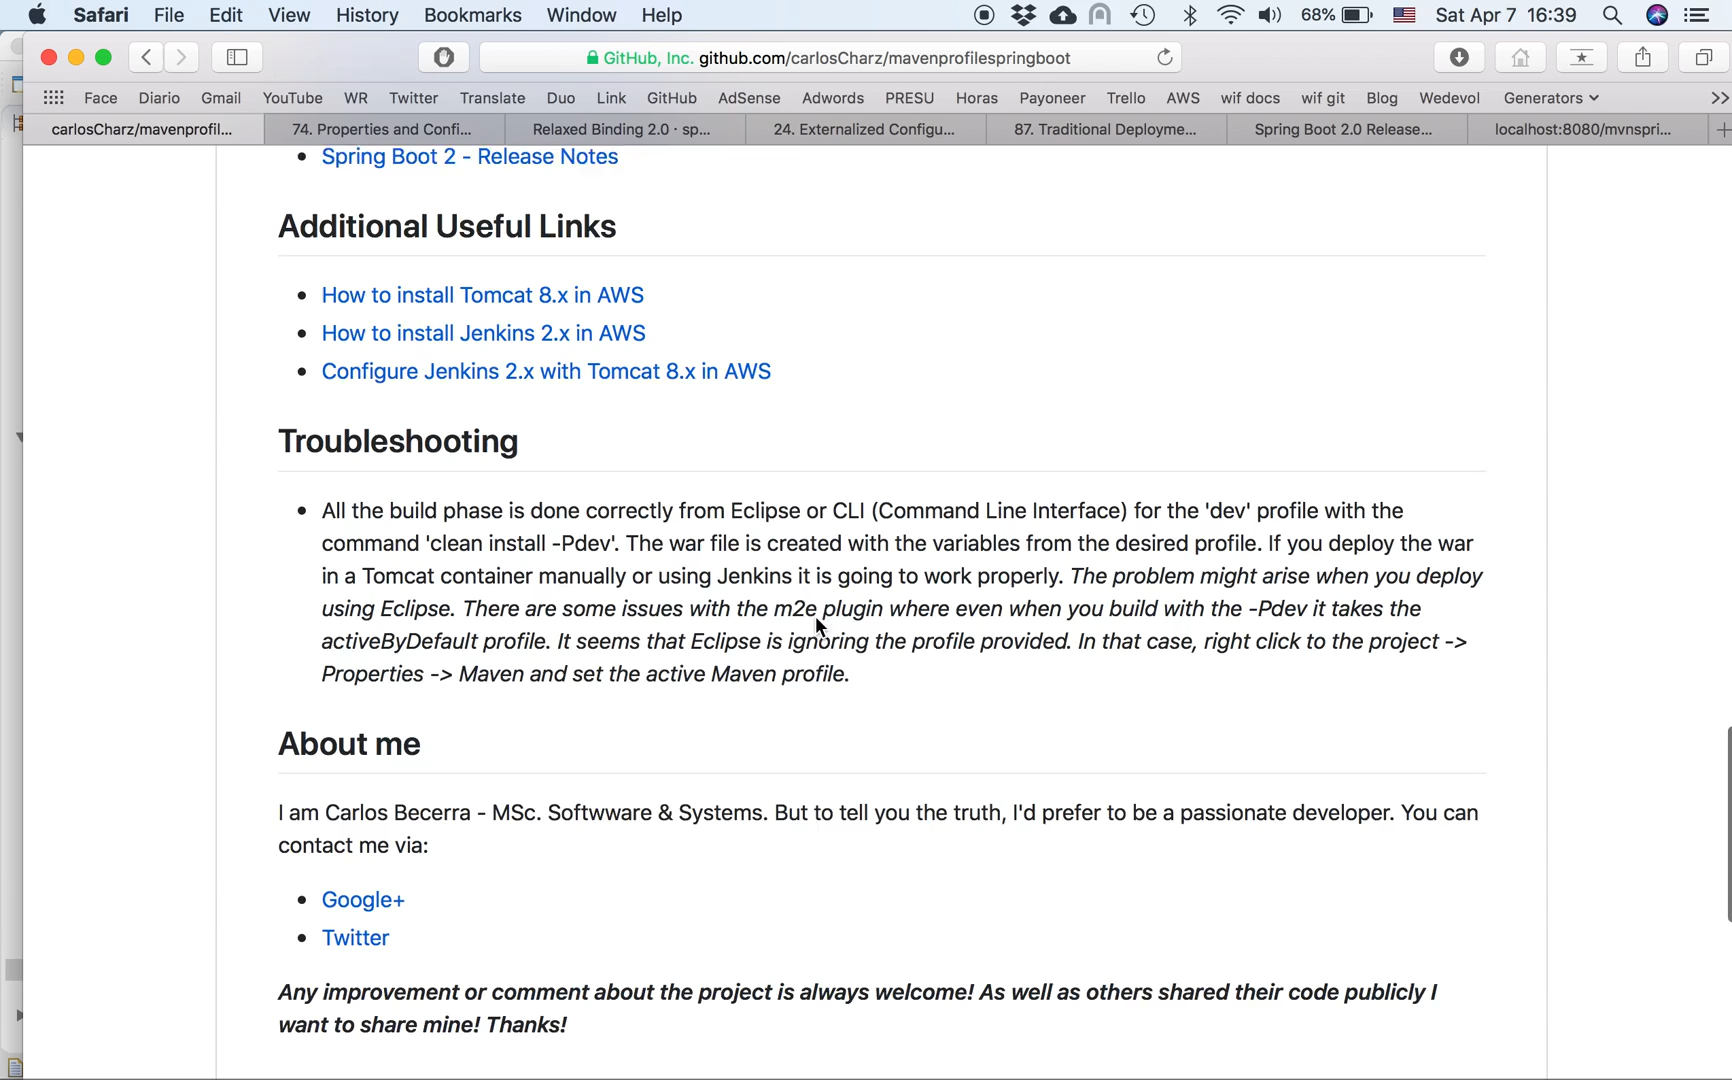 Safari File Edit View History Bookmarks Window Help 68% Sat Apr 7 16:39
GitHub, Inc. github.com/carlosCharz/mavenprofilespringboot
Face Diario Gmail YouTube WR Twitter Translate Duo Link GitHub AdSense Adwords PRESU Horas Payoneer Trello AWS wif docs wif git Blog Wedevol Generators
carlosCharz/mavenprofil... 74. Properties and Confi... Relaxed Binding 2.0 · sp... 24. Externalized Configu... 87. Traditional Deployme... Spring Boot 2.0 Release... localhost:8080/mvnspri...
• Spring Boot 2 - Release Notes
Additional Useful Links
• How to install Tomcat 8.x in AWS
• How to install Jenkins 2.x in AWS
• Configure Jenkins 2.x with Tomcat 8.x in AWS
Troubleshooting
• All the build phase is done correctly from Eclipse or CLI (Command Line Interface) for the 'dev' profile with the
command 'clean install -Pdev'. The war file is created with the variables from the desired profile. If you deploy the war
in a Tomcat container manually or using Jenkins it is going to work properly. The problem might arise when you deploy
using Eclipse. There are some issues with the m2e plugin where even when you build with the -Pdev it takes the
activeByDefault profile. It seems that Eclipse is ignoring the profile provided. In that case, right click to the project ->
Properties -> Maven and set the active Maven profile.
About me
I am Carlos Becerra - MSc. Softwware & Systems. But to tell you the truth, I'd prefer to be a passionate developer. You can
contact me via:
• Google+
• Twitter
Any improvement or comment about the project is always welcome! As well as others shared their code publicly I
want to share mine! Thanks!